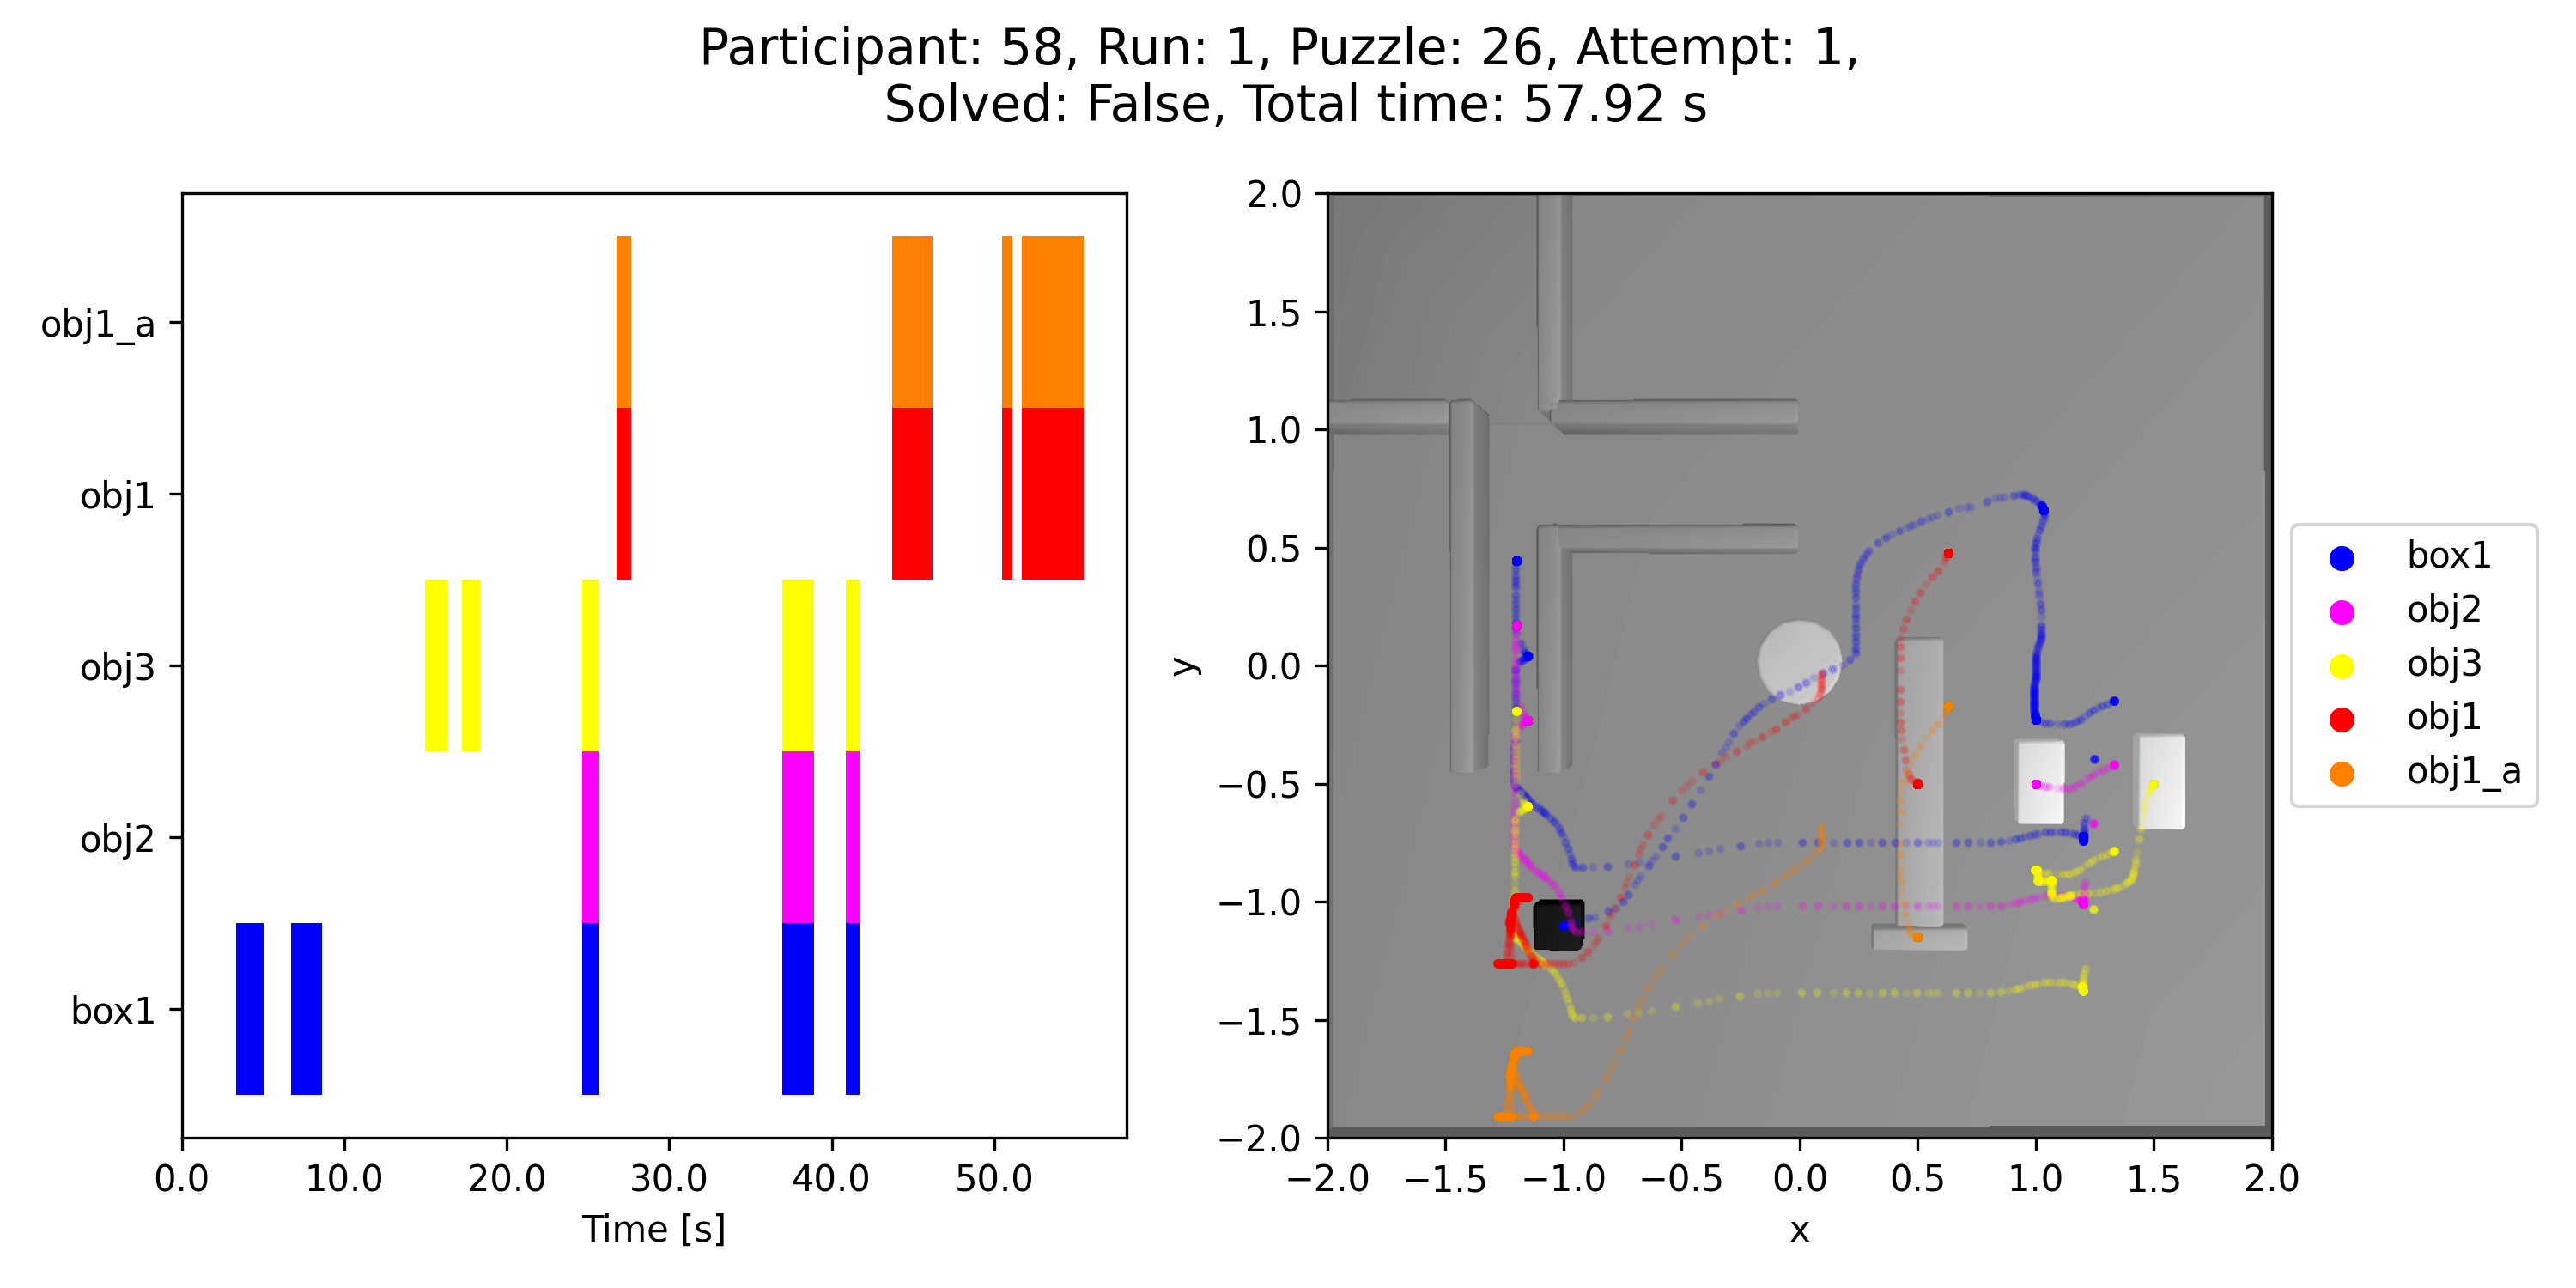 Participant: 58, Run: 1, Puzzle: 26, Attempt: 1,
Solved: False, Total time: 57.92 s
obj1_a
obj1
obj3
obj2
box1
0.0 10.0 20.0 30.0 40.0 50.0
Time [s]
2.0
1.5
1.0
0.5
0.0
−0.5
−1.0
−1.5
−2.0
y
−2.0 −1.5 −1.0 −0.5 0.0 0.5 1.0 1.5 2.0
x
box1
obj2
obj3
obj1
obj1_a